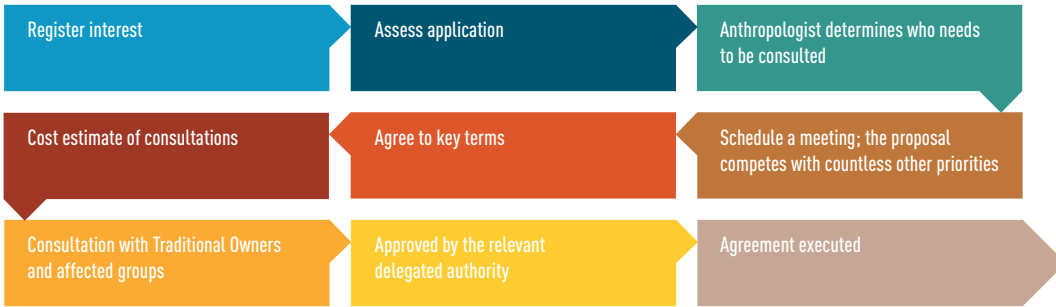 Register interest
Assess application
Anthropologist determines who needs
to be consulted
Schedule a meeting; the proposal
competes with countless other priorities
Agree to key terms
Cost estimate of consultations
Consultation with Traditional Owners
and affected groups
Approved by the relevant
delegated authority
Agreement executed